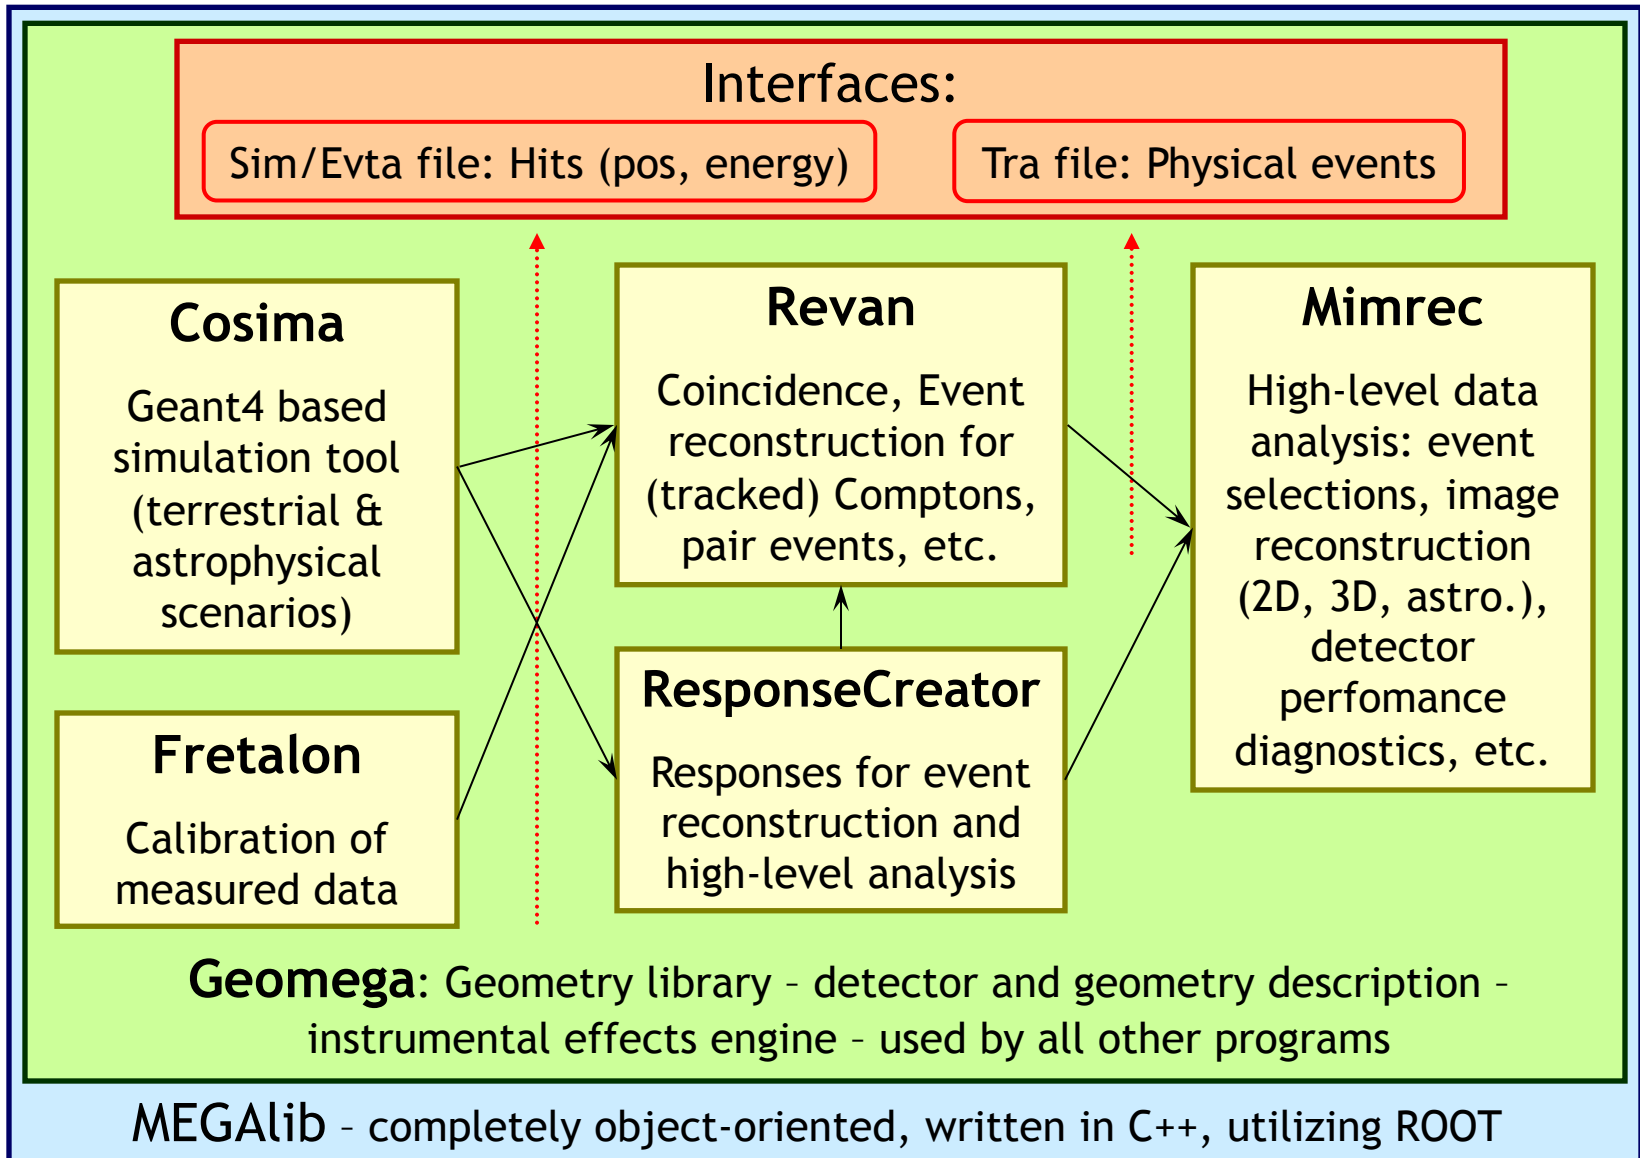 Interfaces:
Sim/Evta file: Hits (pos, energy)
Tra file: Physical events
Cosima
Geant4 based
simulation tool
(terrestrial &
astrophysical
scenarios)
Fretalon
Calibration of
measured data
Revan
Coincidence, Event
reconstruction for
(tracked) Comptons,
pair events, etc.
ResponseCreator
Responses for event
reconstruction and
high-level analysis
Mimrec
High-level data
analysis: event
selections, image
reconstruction
(2D, 3D, astro.),
detector
perfomance
diagnostics, etc.
Geomega: Geometry library – detector and geometry description –
instrumental effects engine – used by all other programs
MEGAlib – completely object-oriented, written in C++, utilizing ROOT